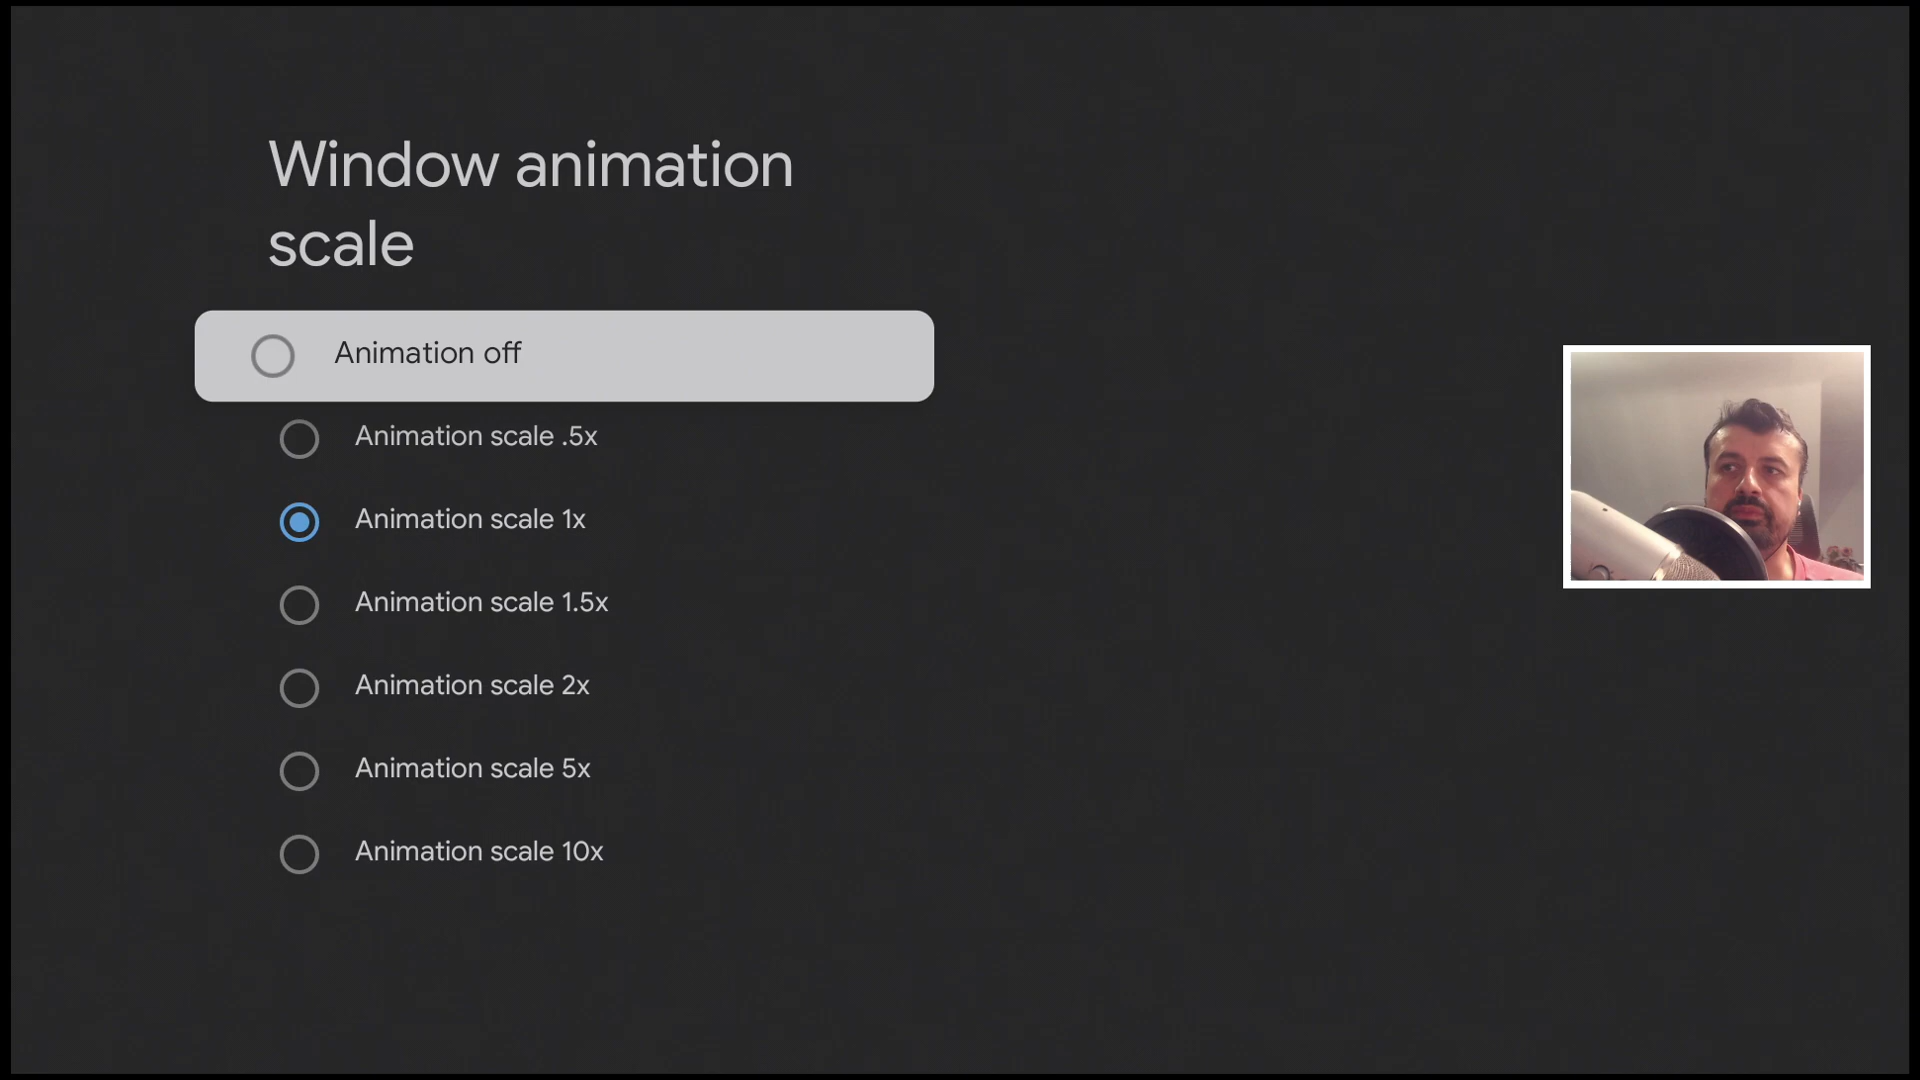 Window animation
scale
Animation off
Animation scale .5x
Animation scale 1x
Animation scale 1.5x
Animation scale 2x
Animation scale 5x
Animation scale 10x